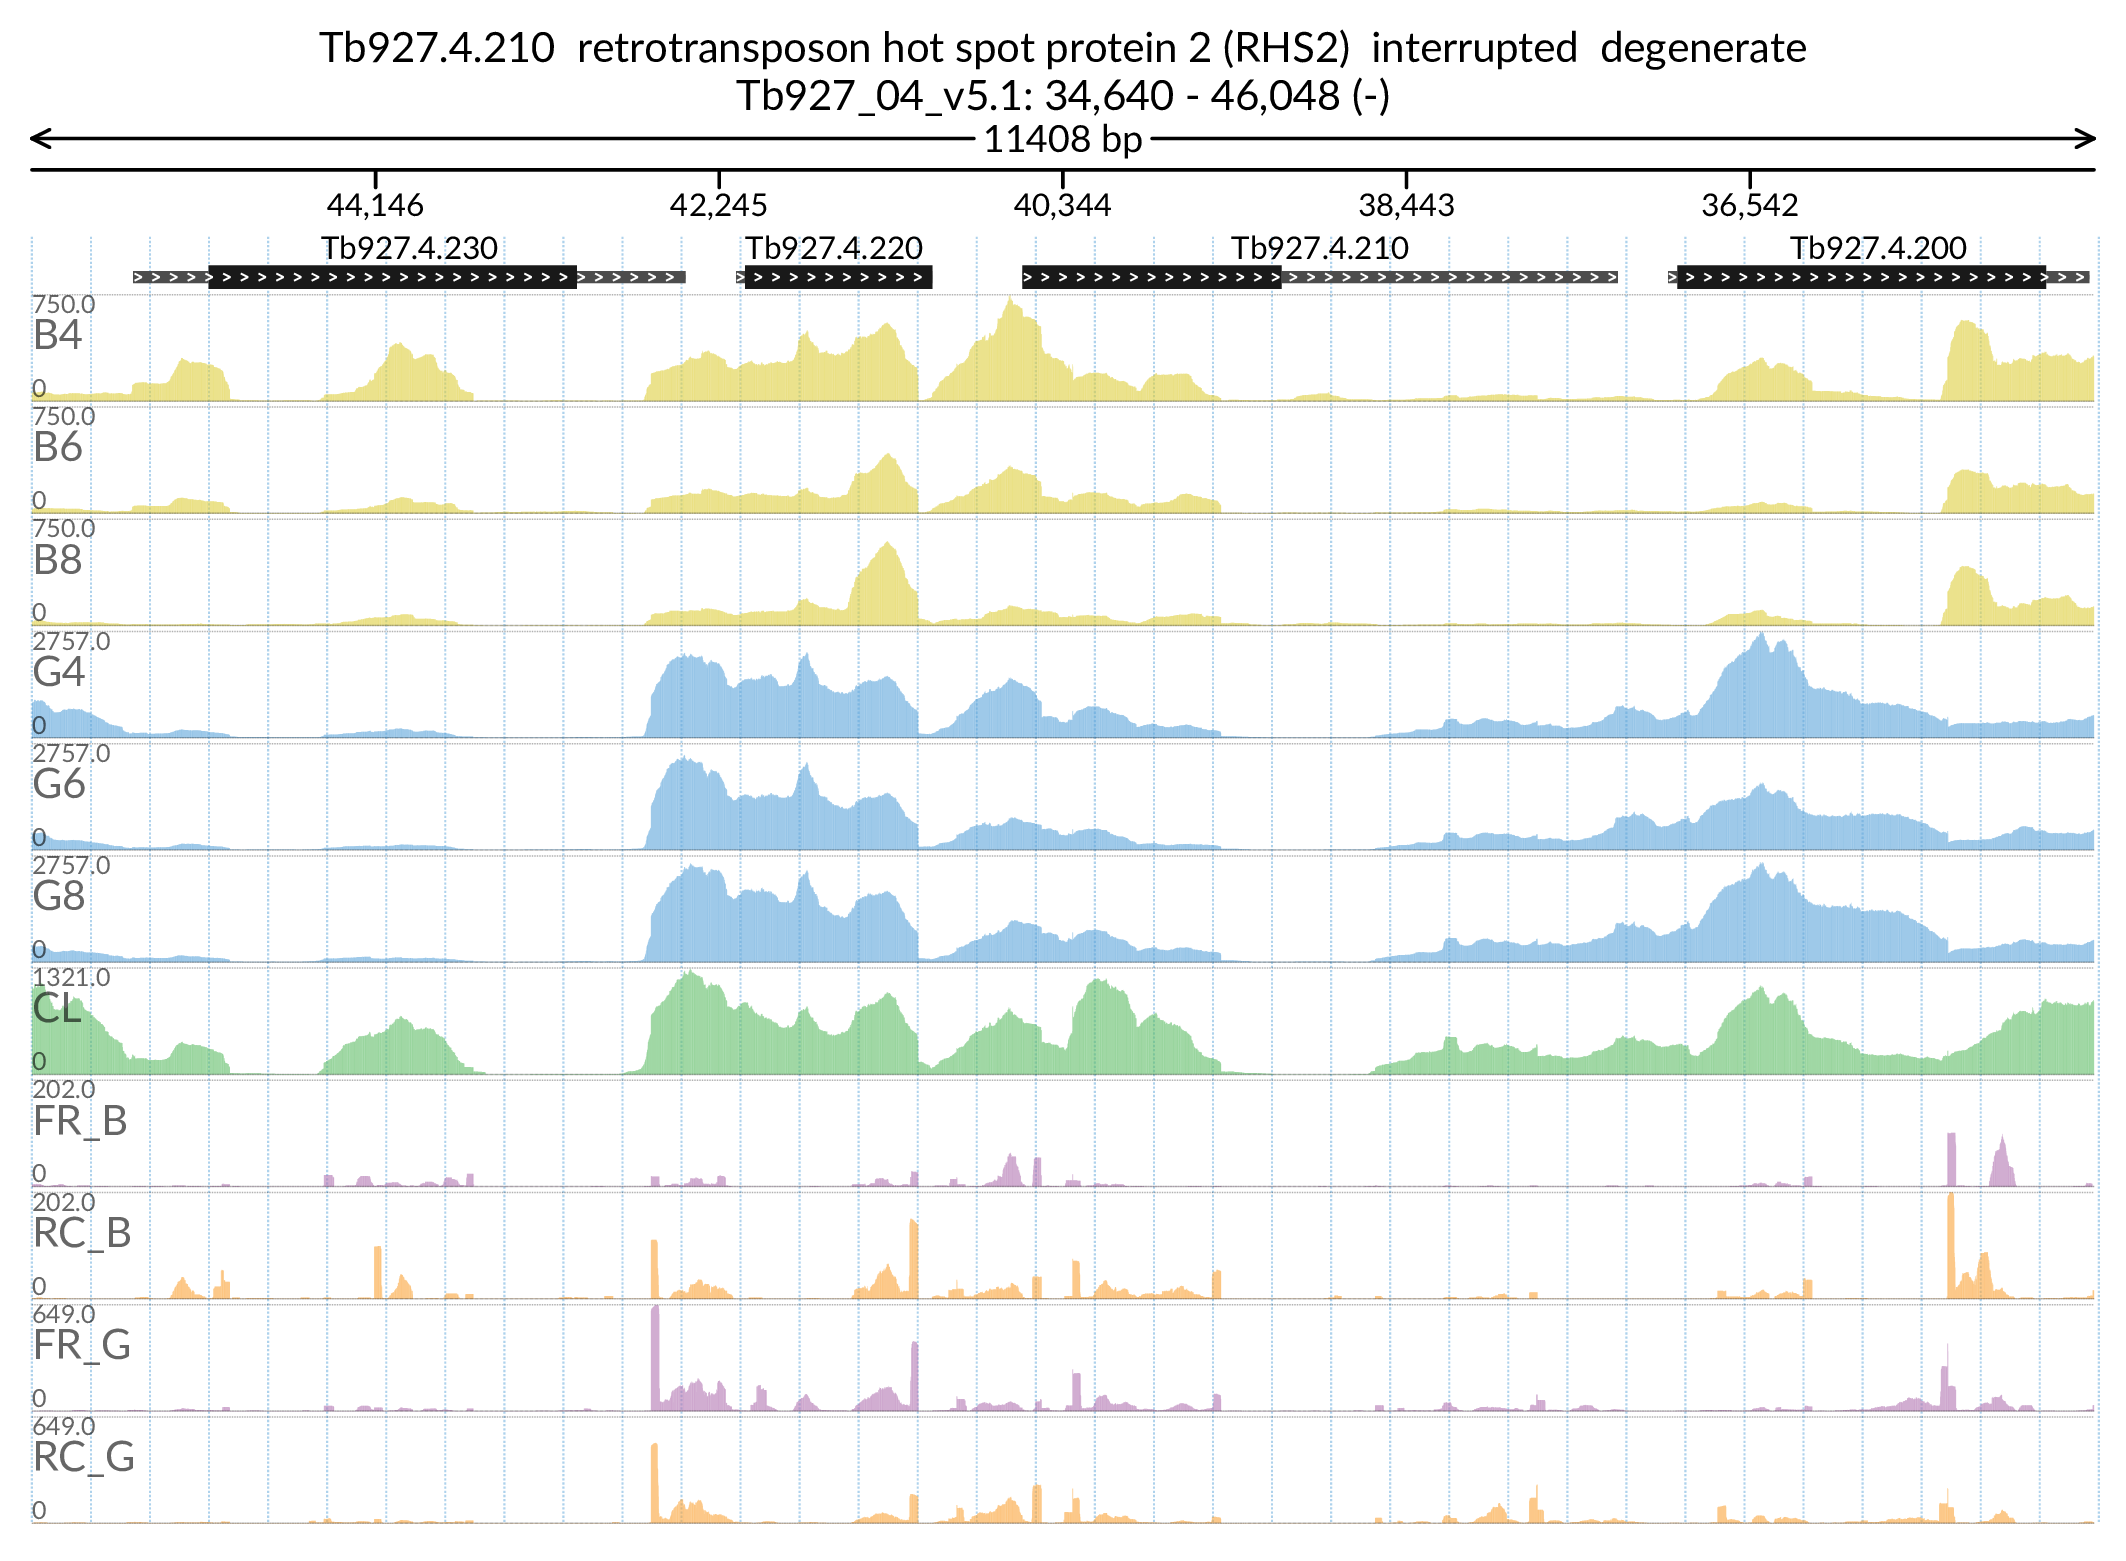 Tb927.4.210 retrotransposon hot spot protein 2 (RHS2) interrupted degenerate
Tb927_04_v5.1: 34,640 - 46,048 (-)
11408 bp
44,146 42,245 40,344 38,443 36,542
Tb927.4.230 Tb927.4.220 Tb927.4.210 Tb927.4.200
750.0
B4
0
750.0
B6
0
750.0
B8
0
2757.0
G4
0
2757.0
G6
0
2757.0
G8
0
1321.0
CL
0
202.0
FR_B
0
202.0
RC_B
0
649.0
FR_G
0
649.0
RC_G
0